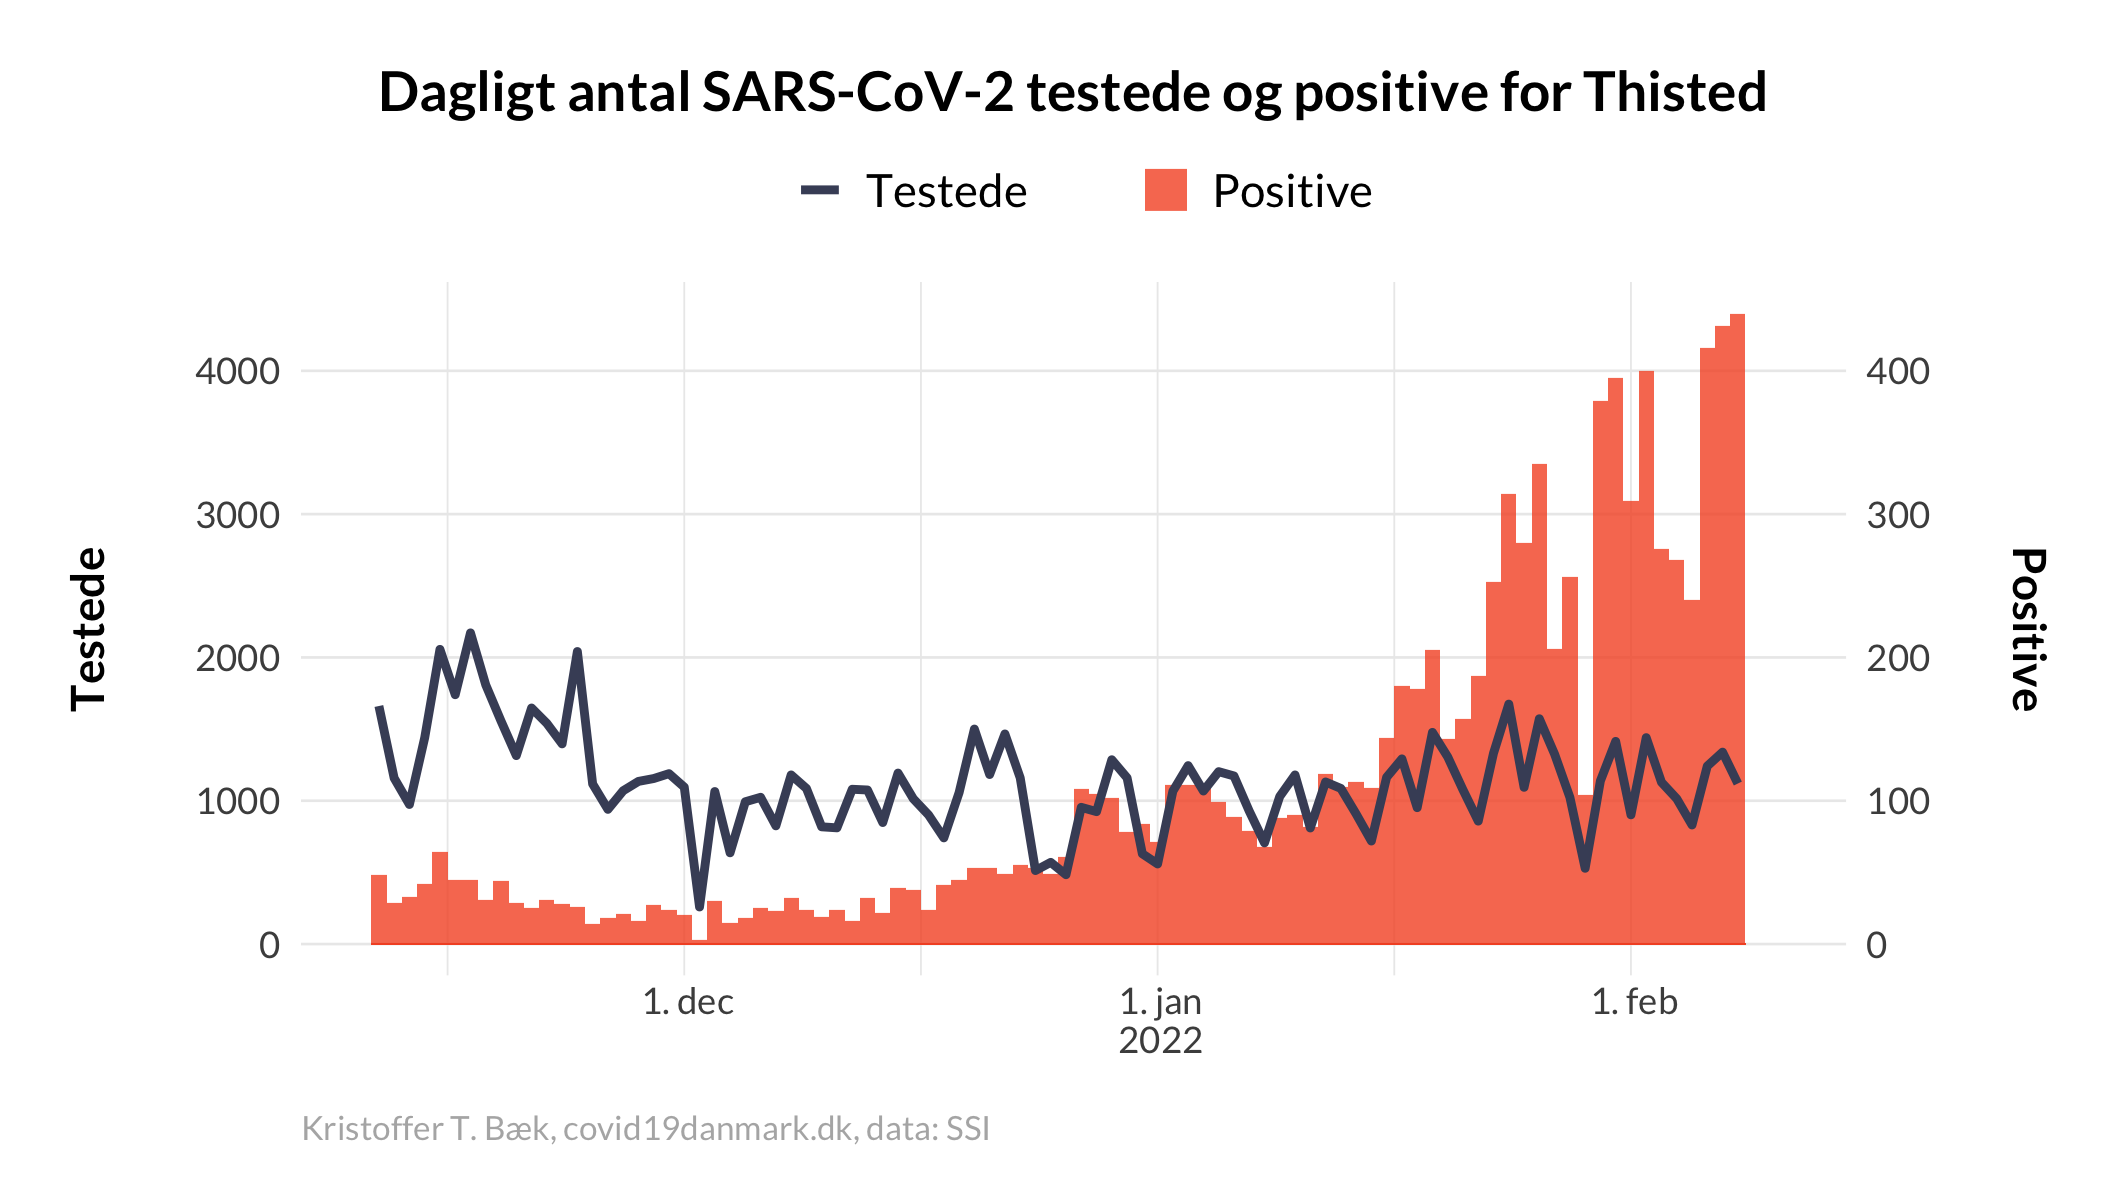 Dagligt antal SARS-CoV-2 testede og positive for Thisted
Testede
Positive
4000
3000
2000
1000
0
Testede
400
300
200
100
0
Positive
1. dec
1. jan
2022
1. feb
Kristoffer T. Bæk, covid19danmark.dk, data: SSI